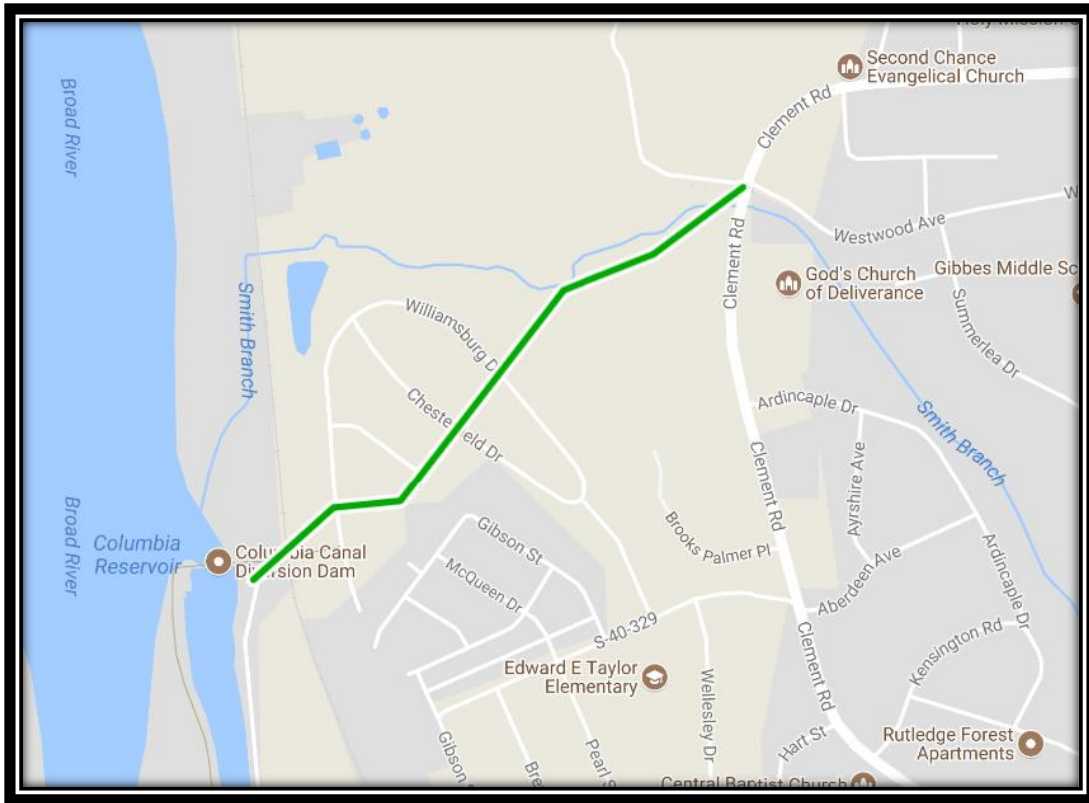 Second Chance
Evangelical Church
Clement Rd
Broad River
Westwood Ave
Clement Rd
God's Church
of Deliverance
Gibbes Middle Sc
Smith Branch
Williamsburg D
Summerlea Dr
Chesterfield Dr
Ardincaple Dr
Smith Branch
Clement Rd
Ayrshire Ave
Broad River
Columbia
Reservoir
Columbia Canal
Diversion Dam
Gibson St
McQueen Dr
Brooks Palmer Pl
Ardincaple Dr
Aberdeen Ave
S-40-329
Kensington Rd
Clement Rd
Edward E Taylor
Elementary
Wellesley Dr
Hart St
Rutledge Forest
Apartments
Gibson
Bre
Pearl S
Central Baptist Church